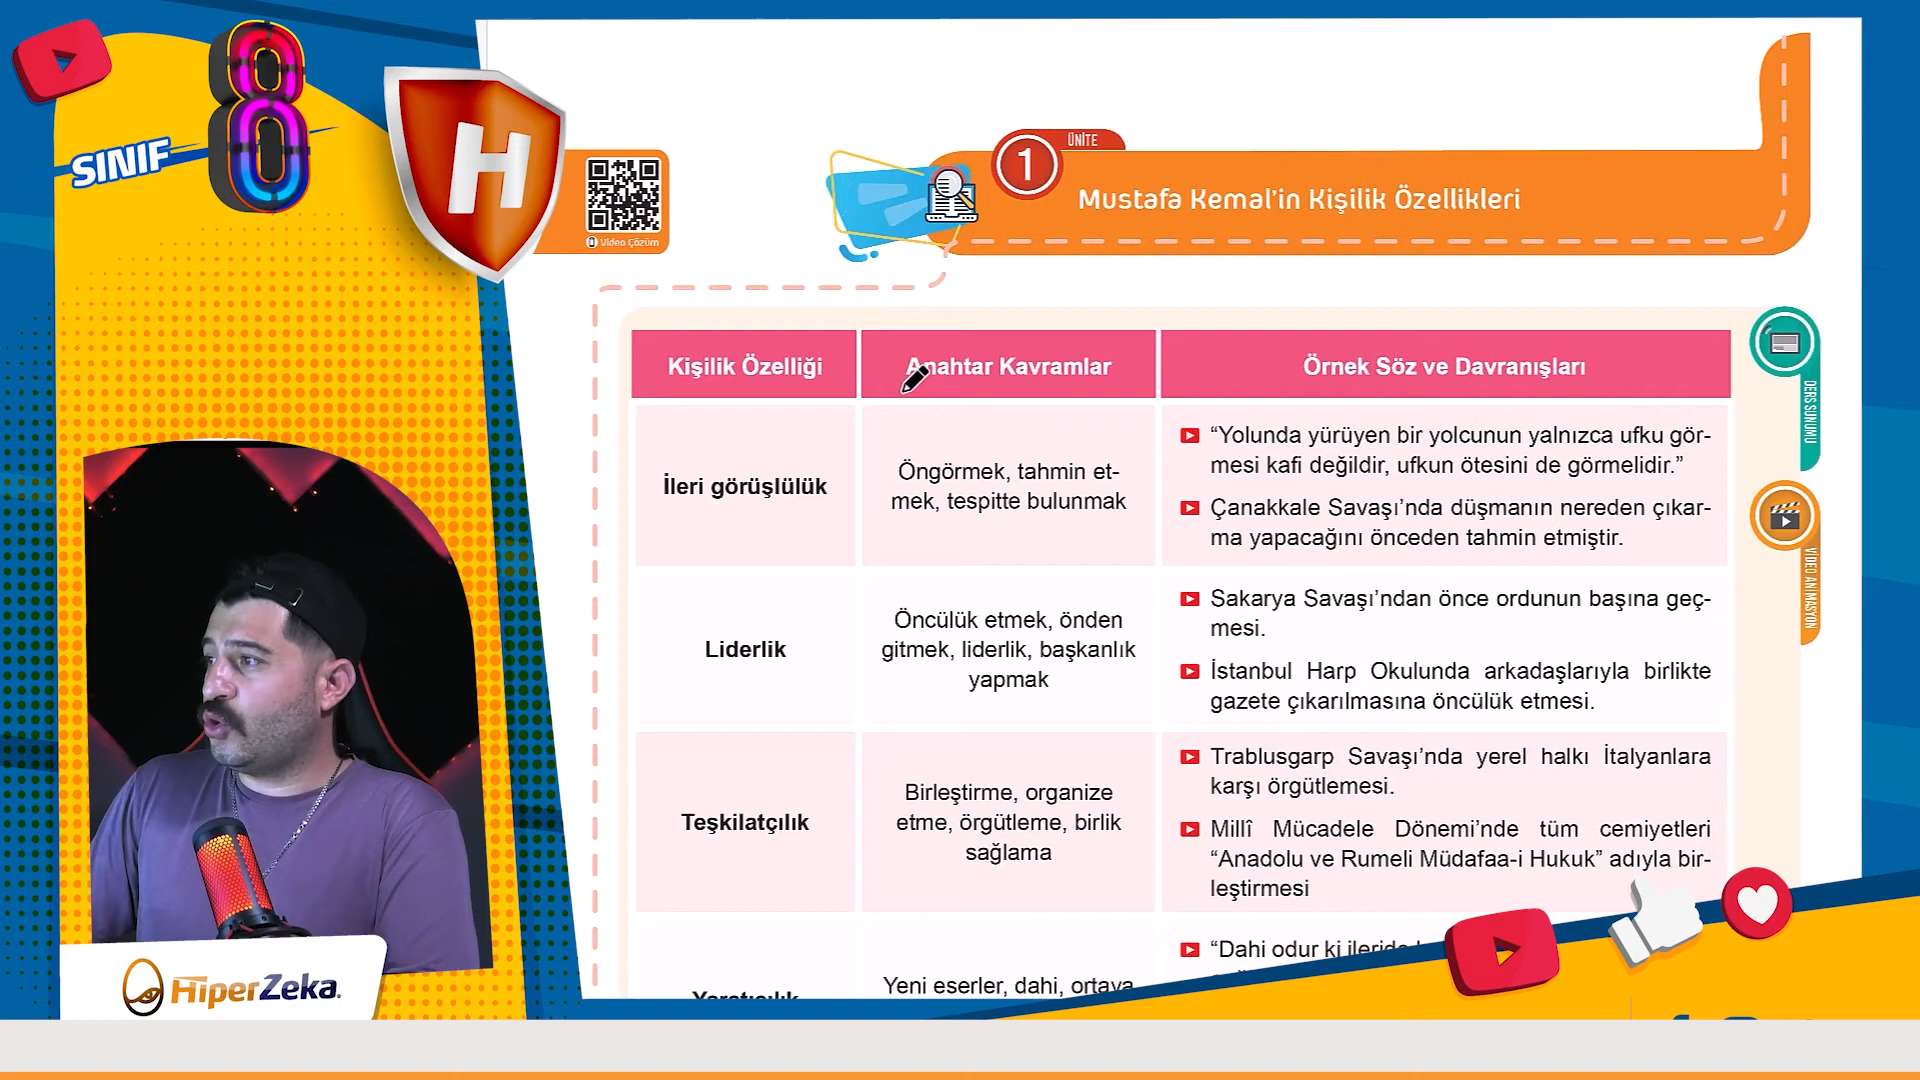 SINIF
8
H
Video Çözüm
ÜNİTE
1
Mustafa Kemal’in Kişilik Özellikleri
DERS SUNUMU
VİDEO ANİMASYON
Kişilik Özelliği
Anahtar Kavramlar
Örnek Söz ve Davranışları
İleri görüşlülük
Öngörmek, tahmin et-
mek, tespitte bulunmak
“Yolunda yürüyen bir yolcunun yalnızca ufku gör-
mesi kafi değildir, ufkun ötesini de görmelidir.”
Çanakkale Savaşı’nda düşmanın nereden çıkar-
ma yapacağını önceden tahmin etmiştir.
Liderlik
Öncülük etmek, önden
gitmek, liderlik, başkanlık
yapmak
Sakarya Savaşı’ndan önce ordunun başına geç-
mesi.
İstanbul Harp Okulunda arkadaşlarıyla birlikte
gazete çıkarılmasına öncülük etmesi.
Teşkilatçılık
Birleştirme, organize
etme, örgütleme, birlik
sağlama
Trablusgarp Savaşı’nda yerel halkı İtalyanlara
karşı örgütlemesi.
Millî Mücadele Dönemi’nde tüm cemiyetleri
“Anadolu ve Rumeli Müdafaa-i Hukuk” adıyla bir-
leştirmesi
Yaratıcılık
Yeni eserler, dahi, ortaya
“Dahi odur ki ileride
HiperZeka.